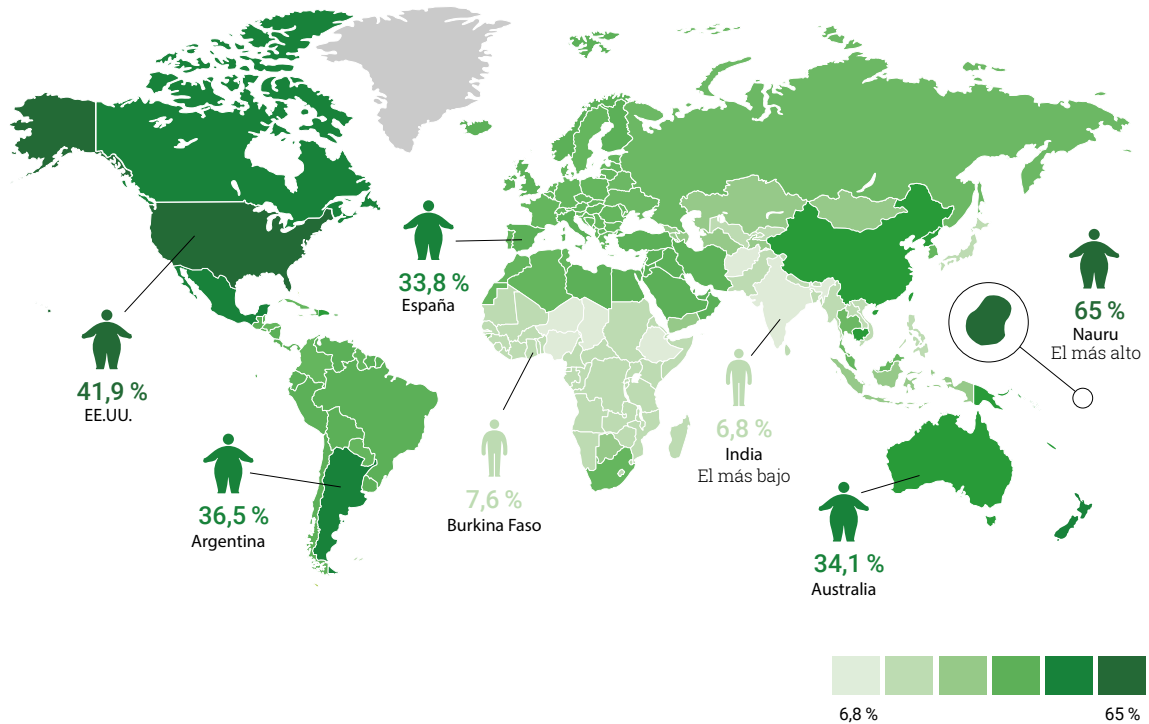 33,8 %
España
65 %
Nauru
El más alto
41,9 %
EE.UU.
6,8 %
India
El más bajo
36,5 %
Argentina
7,6 %
Burkina Faso
34,1 %
Australia
6,8 %
65 %